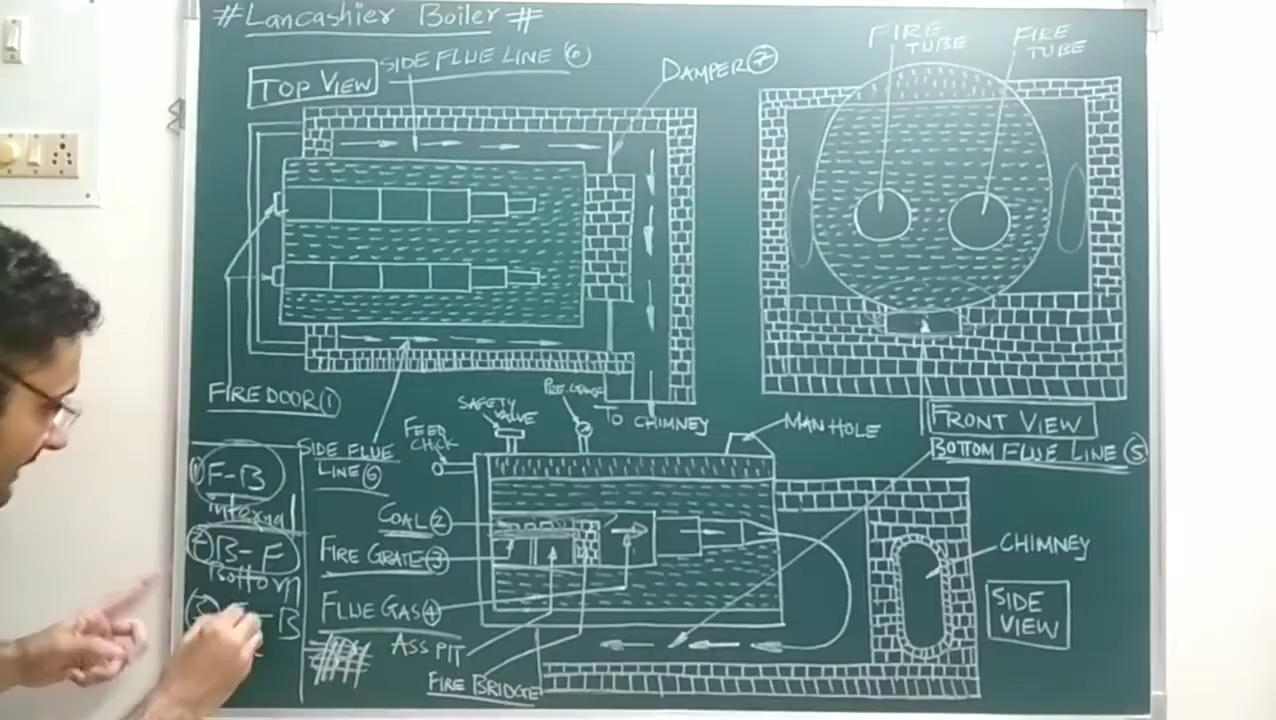 #Lancashier Boiler#
TOP VIEW
SIDE FLUE LINE (6)
DAMPER (7)
FIRE
TUBE
FIRE
TUBE
FIRE DOOR (1)
TO CHIMNEY
FRONT VIEW
BOTTOM FLUE LINE (5)
SIDE FLUE
LINE (6)
FEED
SAFETY
VALVE
PRE. GAUGE
MAN HOLE
COAL (2)
FIRE GRATE (3)
FLUE GAS (4)
ASS PIT
FIRE BRIDGE
CHIMNEY
SIDE
VIEW
(1) F-B
Internal
(2) B-F
Bottom
(3)
B